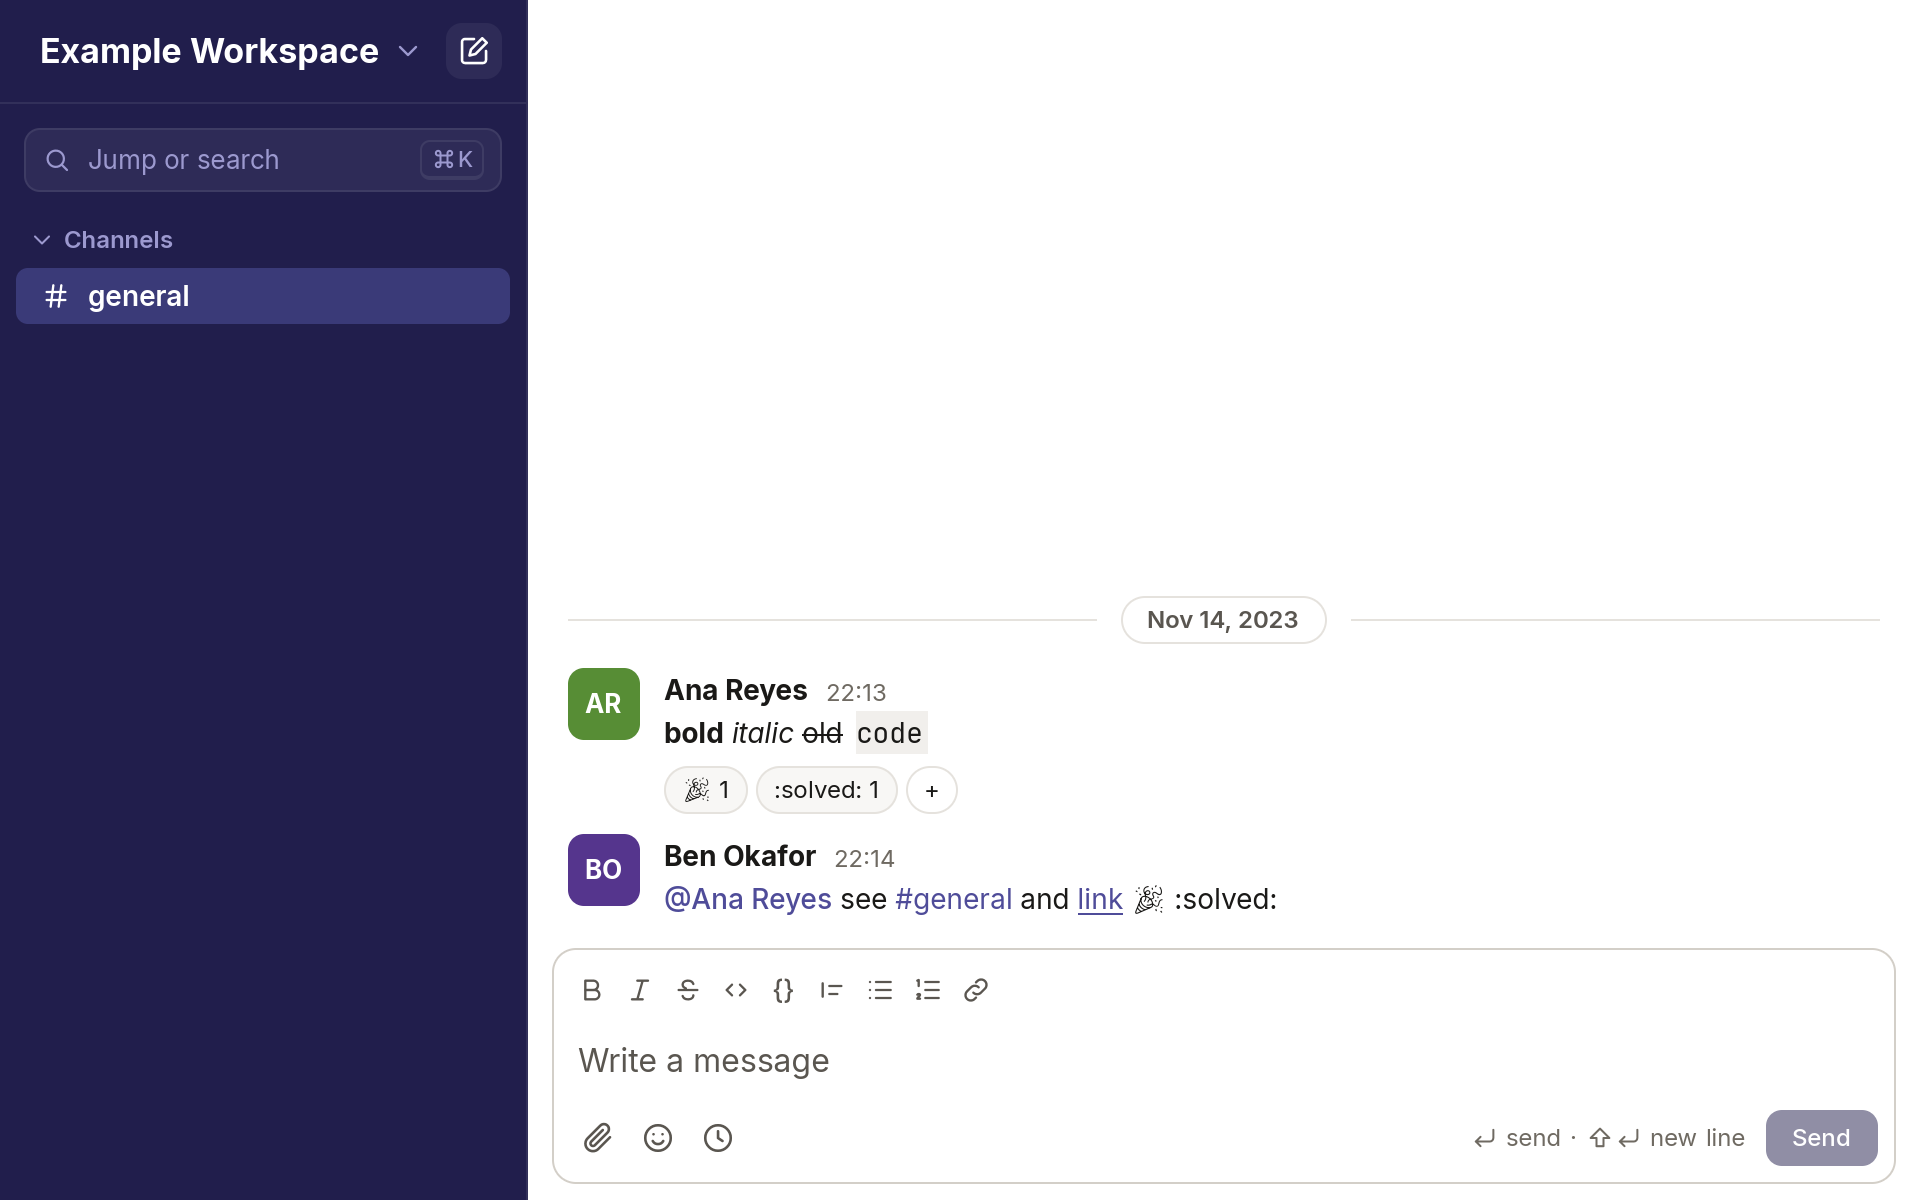 Example Workspace
Jump or search ⌘K
Channels
# general
Nov 14, 2023
AR
Ana Reyes 22:13
bold italic old code
🎉 1 :solved: 1 +
BO
Ben Okafor 22:14
@Ana Reyes see #general and link 🎉 :solved:
Write a message
send · new line Send